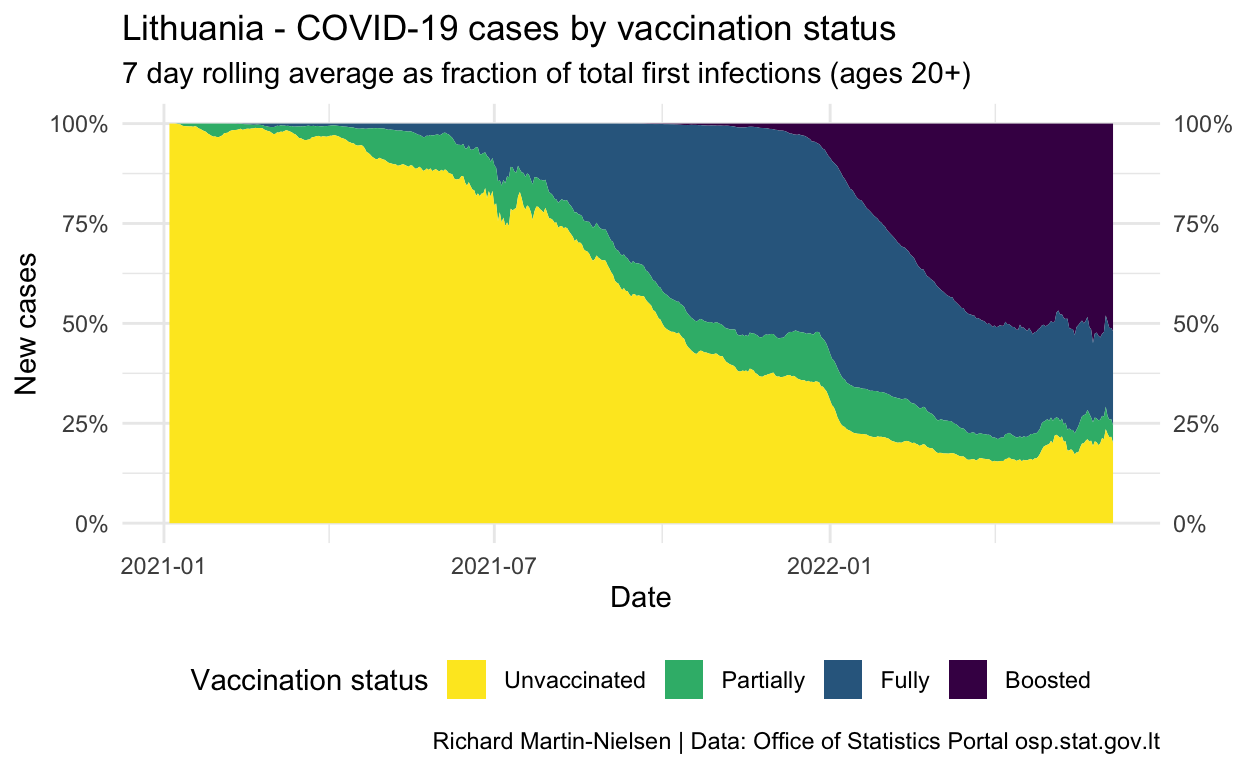 Lithuania - COVID-19 cases by vaccination status
7 day rolling average as fraction of total first infections (ages 20+)
New cases
100%
75%
50%
25%
0%
100%
75%
50%
25%
0%
2021-01 2021-07 2022-01
Date
Vaccination status Unvaccinated Partially Fully Boosted
Richard Martin-Nielsen | Data: Office of Statistics Portal osp.stat.gov.lt